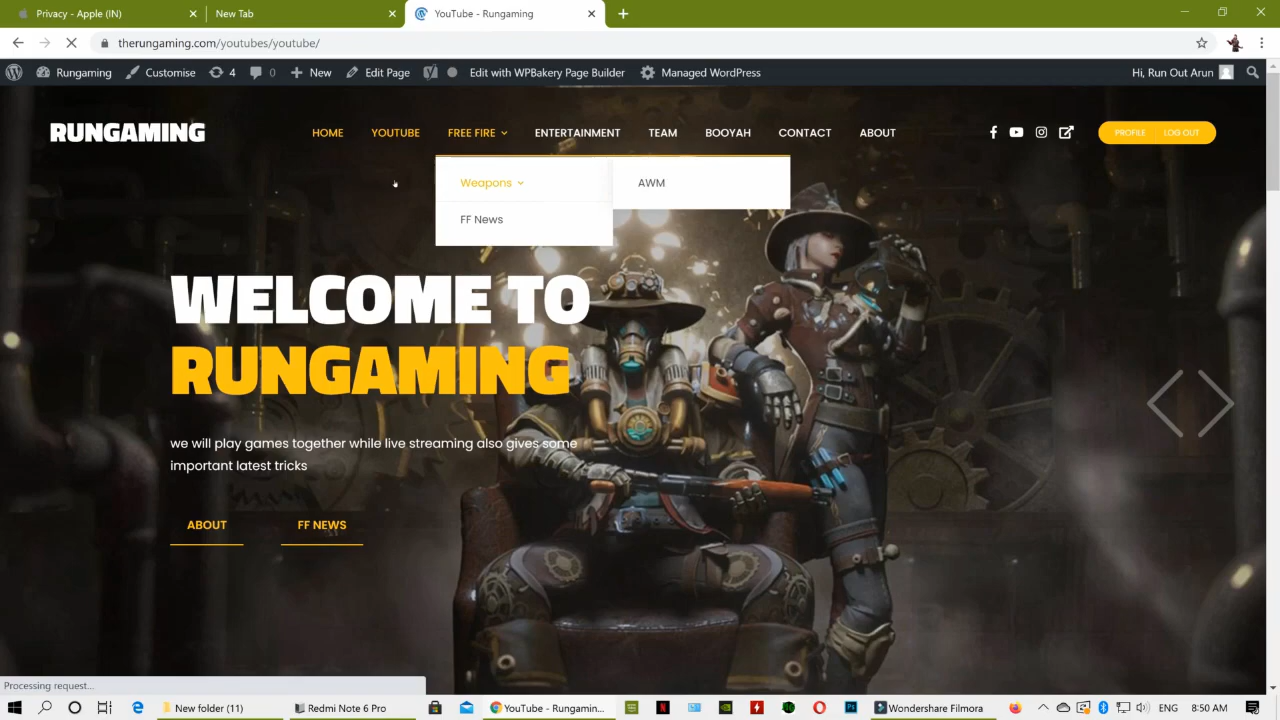 Privacy - Apple (IN)
New Tab
YouTube - Rungaming
therungaming.com/youtubes/youtube/
Rungaming
Customise
4
0
New
Edit Page
Edit with WPBakery Page Builder
Managed WordPress
Hi, Run Out Arun
RUNGAMING
HOME
YOUTUBE
FREE FIRE
ENTERTAINMENT
TEAM
BOOYAH
CONTACT
ABOUT
PROFILE
LOG OUT
Weapons
AWM
FF News
WELCOME TO
RUNGAMING
we will play games together while live streaming also gives some
important latest tricks
ABOUT
FF NEWS
Processing request...
New folder (11)
Redmi Note 6 Pro
YouTube - Rungamin...
Wondershare Filmora
ENG
8:50 AM